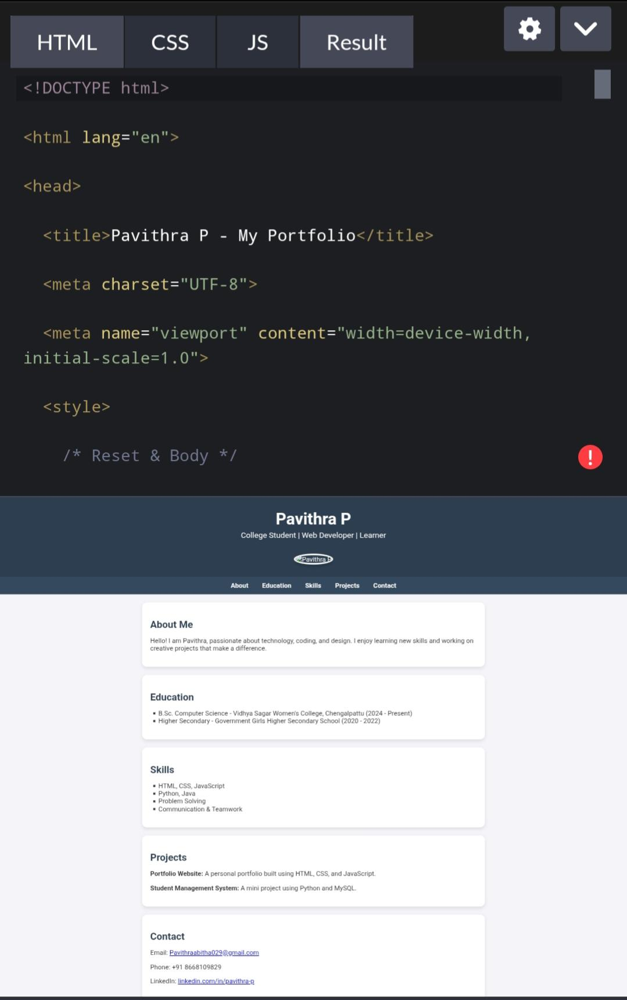 HTML CSS JS Result
<!DOCTYPE html>
<html lang="en">
<head>
<title>Pavithra P - My Portfolio</title>
<meta charset="UTF-8">
<meta name="viewport" content="width=device-width,
initial-scale=1.0">
<style>
/* Reset & Body */
Pavithra P
College Student | Web Developer | Learner
Pavithra P
About Education Skills Projects Contact
About Me
Hello! I am Pavithra, passionate about technology, coding, and design. I enjoy learning new skills and working on
creative projects that make a difference.
Education
▪ B.Sc. Computer Science - Vidhya Sagar Women's College, Chengalpattu (2024 - Present)
▪ Higher Secondary - Government Girls Higher Secondary School (2020 - 2022)
Skills
▪ HTML, CSS, JavaScript
▪ Python, Java
▪ Problem Solving
▪ Communication & Teamwork
Projects
Portfolio Website: A personal portfolio built using HTML, CSS, and JavaScript.
Student Management System: A mini project using Python and MySQL.
Contact
Email: Pavithraabitha029@gmail.com
Phone: +91 8668109829
LinkedIn: linkedin.com/in/pavithra-p